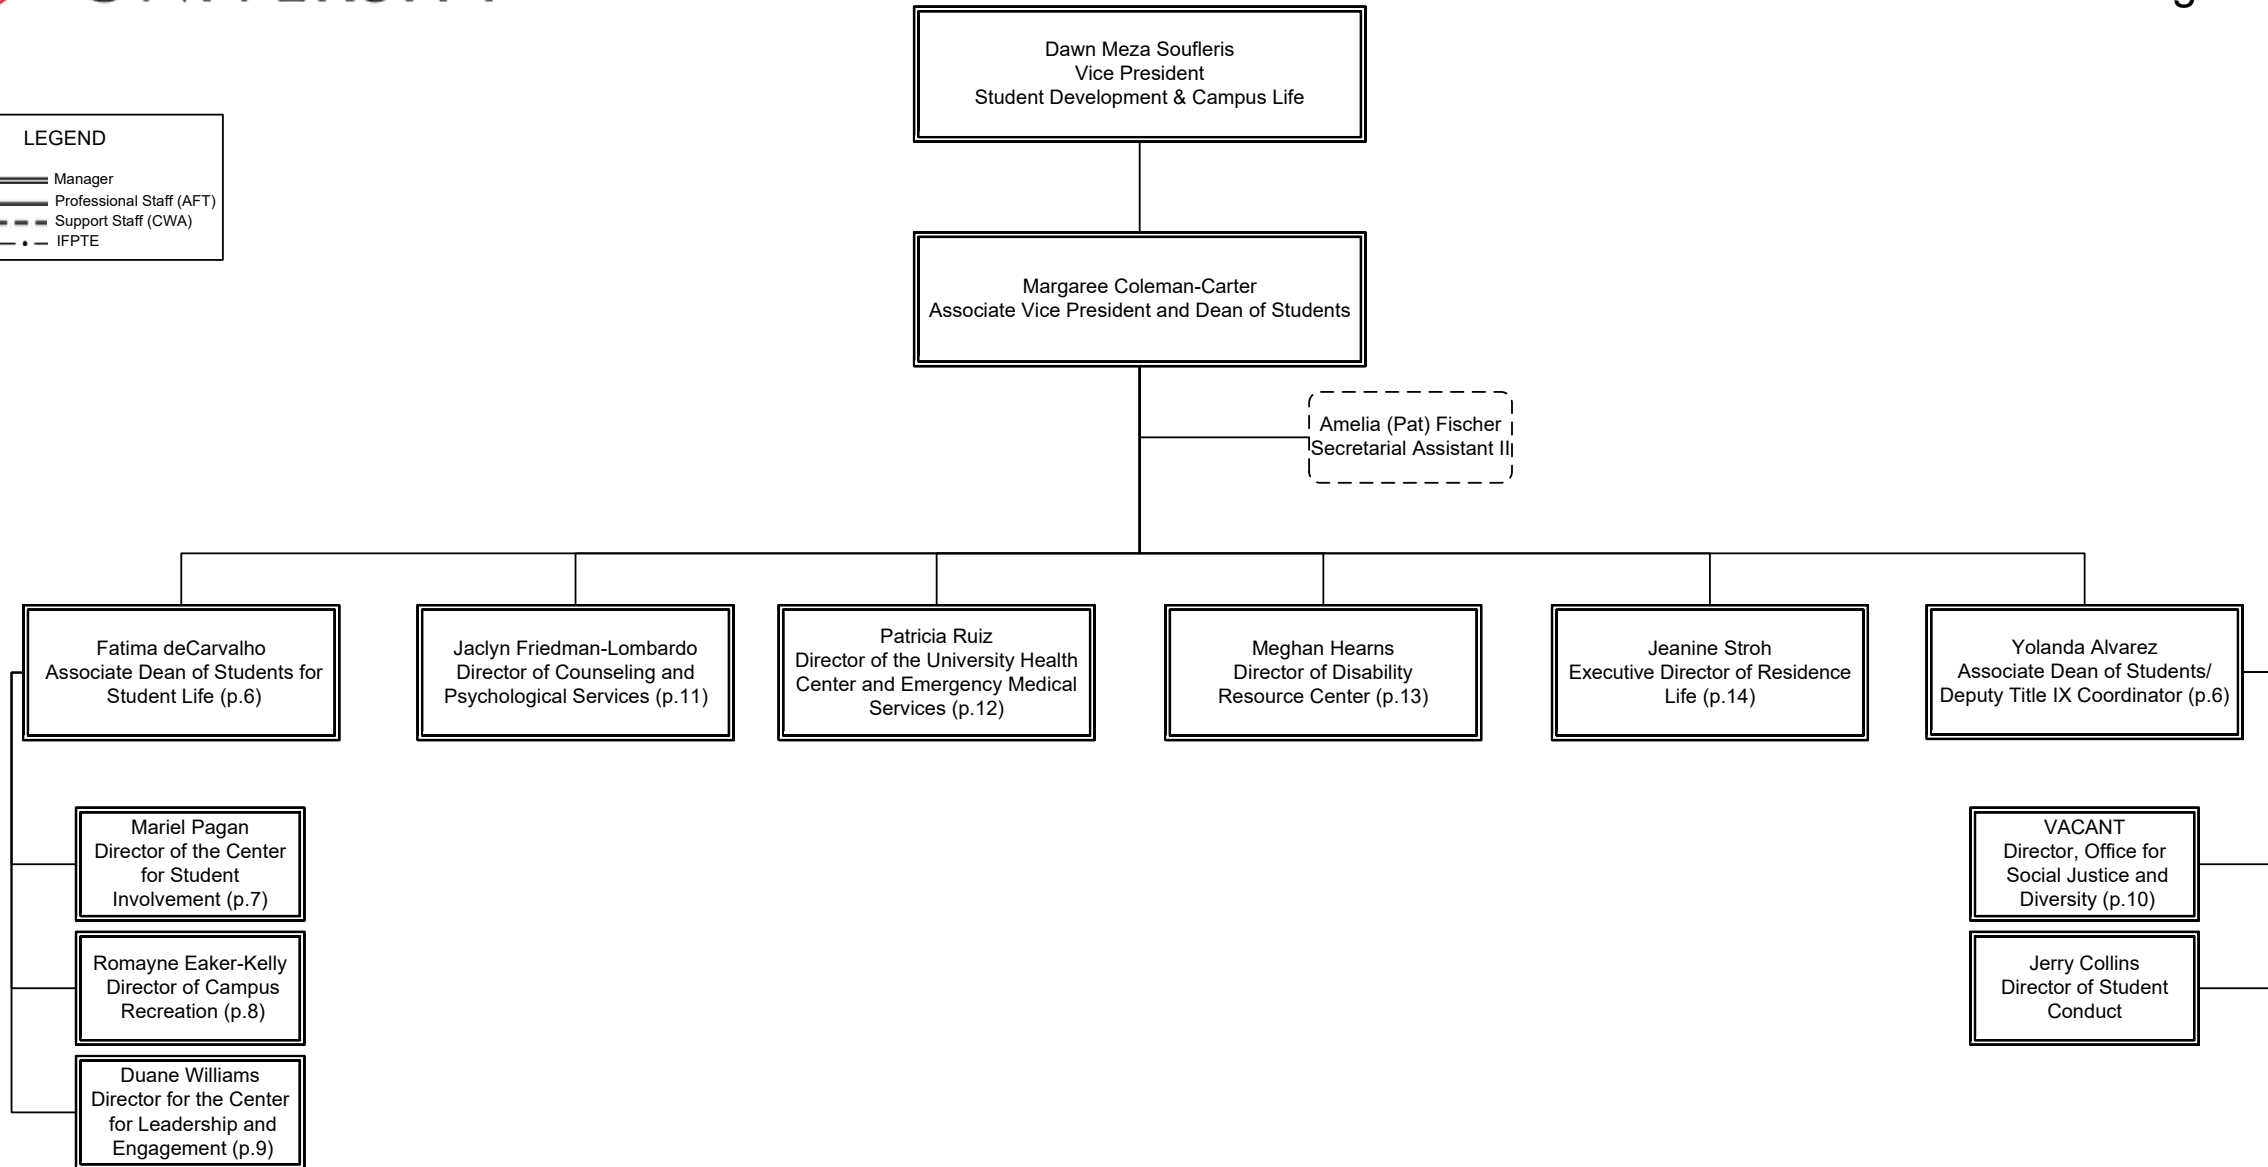 Dawn Meza Soufleris
Vice President
Student Development & Campus Life
LEGEND
Manager
Professional Staff (AFT)
Support Staff (CWA)
IFPTE
Margaree Coleman-Carter
Associate Vice President and Dean of Students
Amelia (Pat) Fischer
Secretarial Assistant II
Fatima deCarvalho
Associate Dean of Students for
Student Life (p.6)
Jaclyn Friedman-Lombardo
Director of Counseling and
Psychological Services (p.11)
Patricia Ruiz
Director of the University Health
Center and Emergency Medical
Services (p.12)
Meghan Hearns
Director of Disability
Resource Center (p.13)
Jeanine Stroh
Executive Director of Residence
Life (p.14)
Yolanda Alvarez
Associate Dean of Students/
Deputy Title IX Coordinator (p.6)
Mariel Pagan
Director of the Center
for Student
Involvement (p.7)
Romayne Eaker-Kelly
Director of Campus
Recreation (p.8)
Duane Williams
Director for the Center
for Leadership and
Engagement (p.9)
VACANT
Director, Office for
Social Justice and
Diversity (p.10)
Jerry Collins
Director of Student
Conduct